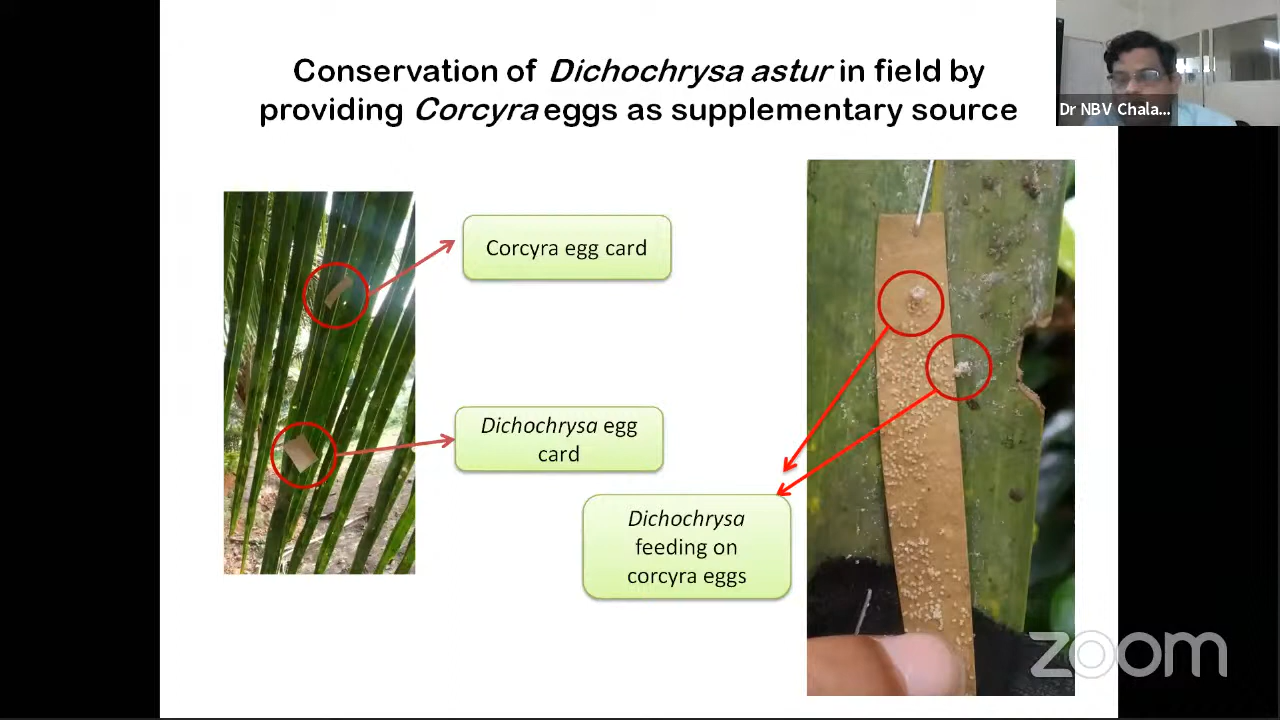 Conservation of Dichochrysa astur in field by
providing Corcyra eggs as supplementary source
Dr NBV Chala...
Corcyra egg card
Dichochrysa egg
card
Dichochrysa
feeding on
corcyra eggs
zoom